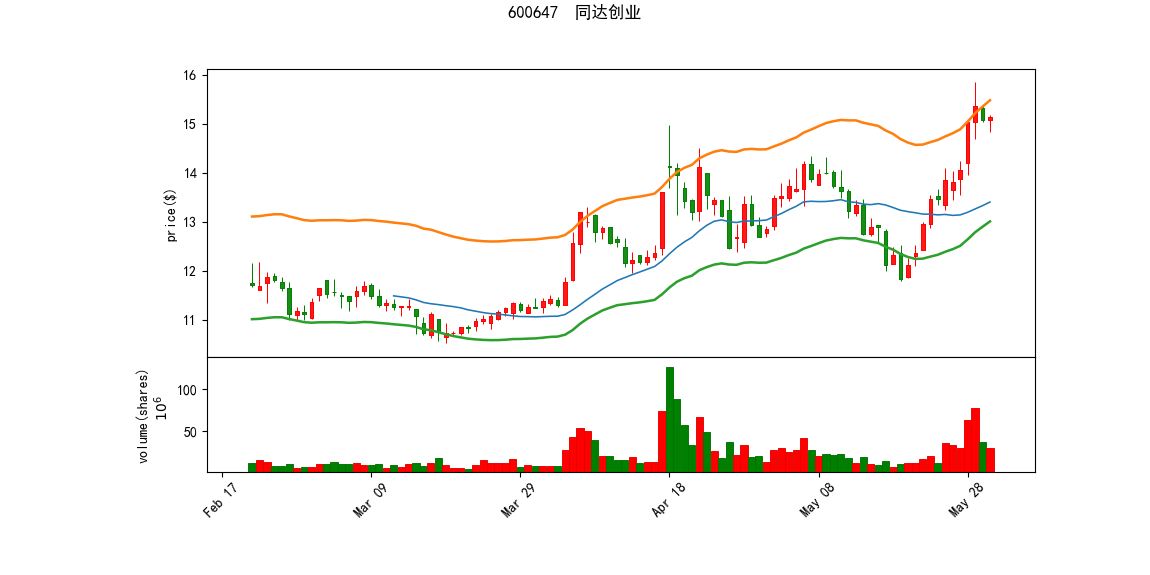 600647 同达创业
16
15
14
13
12
11
price($)
100
50
volume(shares)
10^6
Feb 17
Mar 09
Mar 29
Apr 18
May 08
May 28